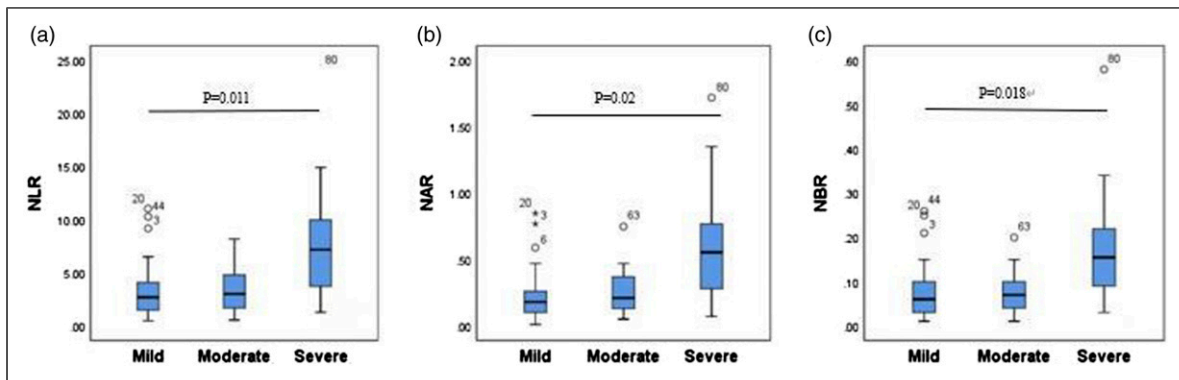 (a)
25.00
20.00
15.00
10.00
5.00
.00
NLR
80
P=0.011
20
44
3
Mild Moderate Severe
(b)
2.00
1.50
1.00
.50
.00
NAR
80
P=0.02
20
3
6
63
Mild Moderate Severe
(c)
.60
.50
.40
.30
.20
.10
.00
NBR
80
P=0.018↵
20
44
3
63
Mild Moderate Severe